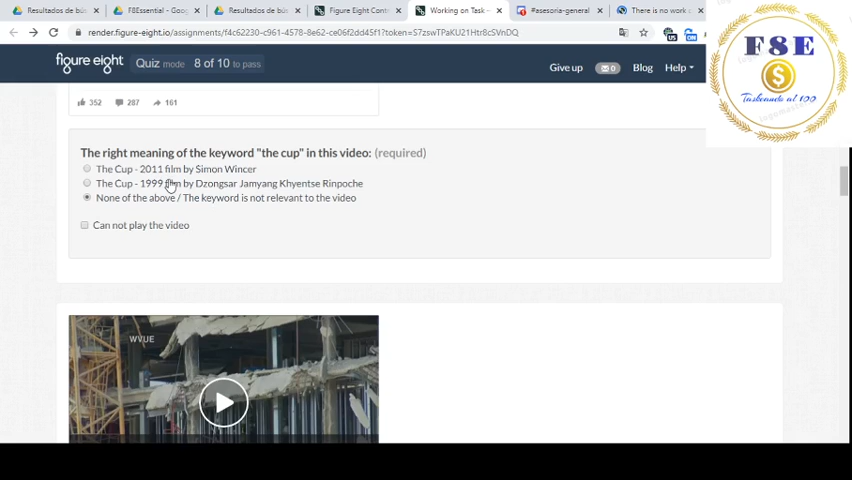 Resultados de bús
F8Essential - Goog
Resultados de bús
Figure Eight Contr
Working on Task -
#asesoria-general
There is no work
render.figure-eight.io/assignments/f4c62230-c961-4578-8e62-ce06f2dd45f1?token=S7zswTPaKU21Htr8cSVnDQ
figure eight
Quiz mode
8 of 10 to pass
Give up
0
Blog
Help
F8E
$
Taskeando al 100
352
287
161
The right meaning of the keyword "the cup" in this video: (required)
The Cup - 2011 film by Simon Wincer
The Cup - 1999 film by Dzongsar Jamyang Khyentse Rinpoche
None of the above / The keyword is not relevant to the video
Can not play the video
WVUE